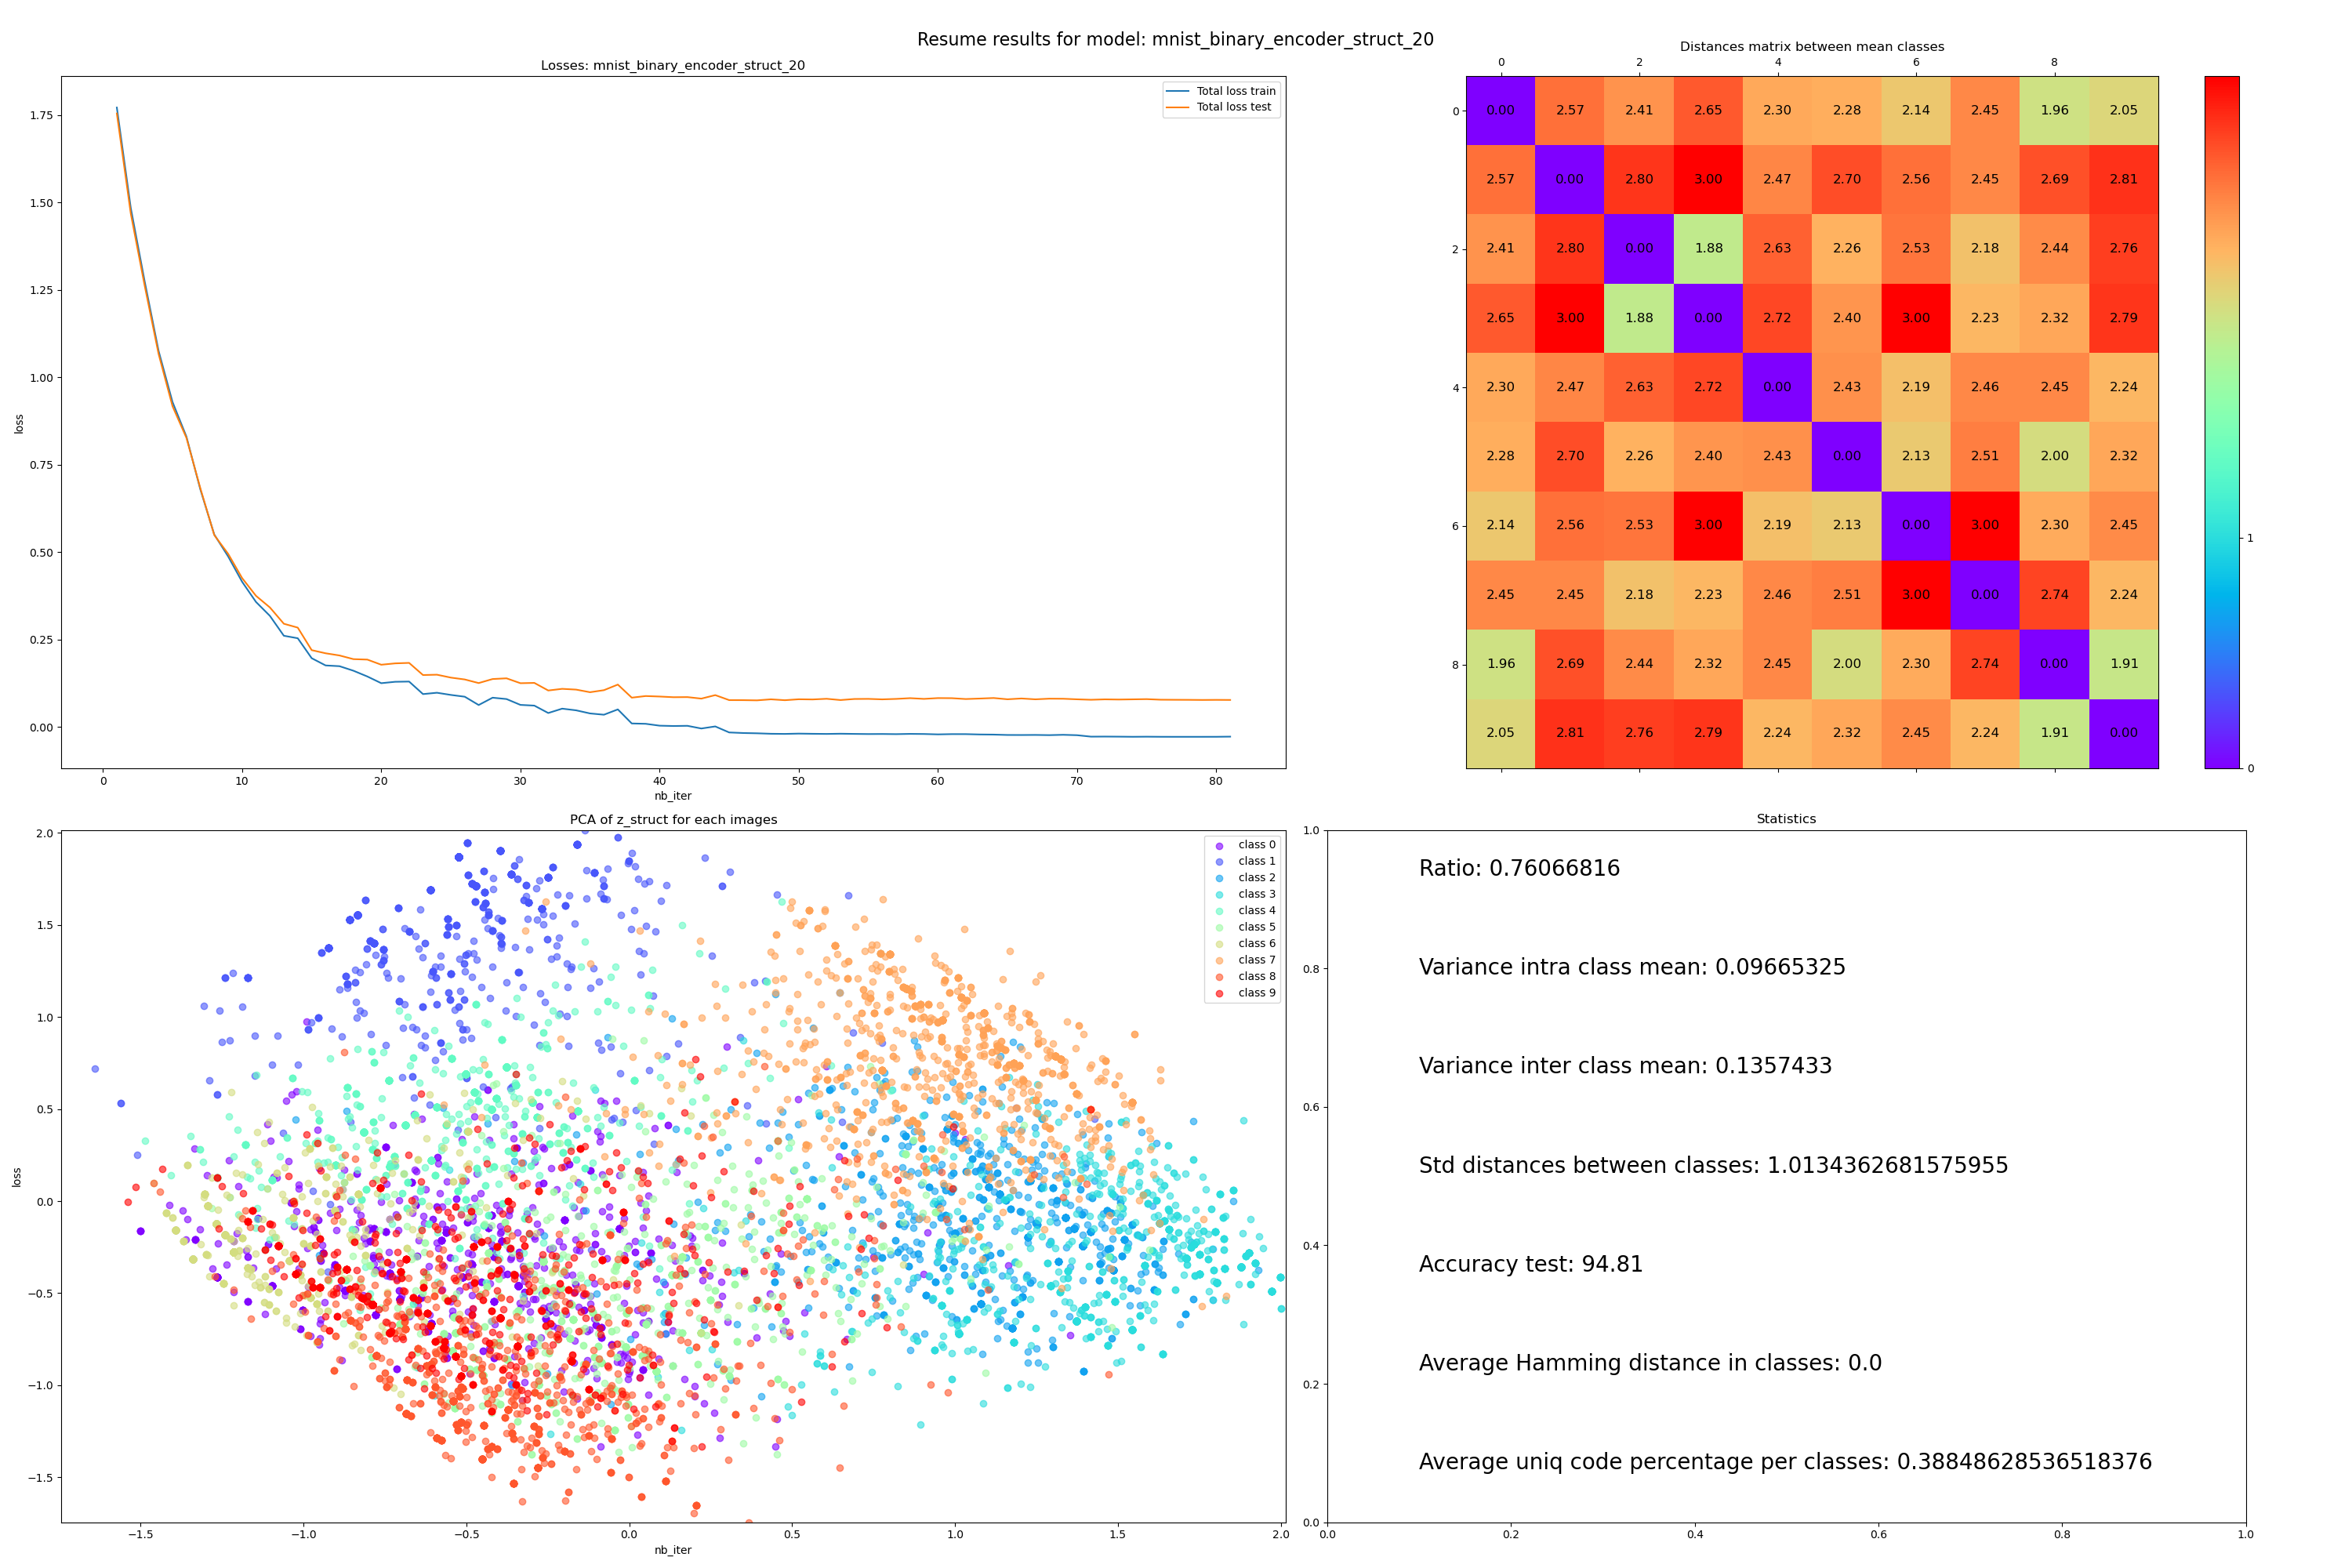 Resume results for model: mnist_binary_encoder_struct_20
Losses: mnist_binary_encoder_struct_20
Total loss train
Total loss test
1.75
1.50
1.25
1.00
0.75
0.50
0.25
0.00
loss
0 10 20 30 40 50 60 70 80
nb_iter
Distances matrix between mean classes
0 2 4 6 8
0 0.00 2.57 2.41 2.65 2.30 2.28 2.14 2.45 1.96 2.05
2.57 0.00 2.80 3.00 2.47 2.70 2.56 2.45 2.69 2.81
2 2.41 2.80 0.00 1.88 2.63 2.26 2.53 2.18 2.44 2.76
2.65 3.00 1.88 0.00 2.72 2.40 3.00 2.23 2.32 2.79
4 2.30 2.47 2.63 2.72 0.00 2.43 2.19 2.46 2.45 2.24
2.28 2.70 2.26 2.40 2.43 0.00 2.13 2.51 2.00 2.32
6 2.14 2.56 2.53 3.00 2.19 2.13 0.00 3.00 2.30 2.45
2.45 2.45 2.18 2.23 2.46 2.51 3.00 0.00 2.74 2.24
8 1.96 2.69 2.44 2.32 2.45 2.00 2.30 2.74 0.00 1.91
2.05 2.81 2.76 2.79 2.24 2.32 2.45 2.24 1.91 0.00
1
0
PCA of z_struct for each images
class 0
class 1
class 2
class 3
class 4
class 5
class 6
class 7
class 8
class 9
2.0
1.5
1.0
0.5
0.0
−0.5
−1.0
−1.5
loss
−1.5 −1.0 −0.5 0.0 0.5 1.0 1.5 2.0
nb_iter
Statistics
1.0
0.8
0.6
0.4
0.2
0.0
Ratio: 0.76066816
Variance intra class mean: 0.09665325
Variance inter class mean: 0.1357433
Std distances between classes: 1.0134362681575955
Accuracy test: 94.81
Average Hamming distance in classes: 0.0
Average uniq code percentage per classes: 0.38848628536518376
0.0 0.2 0.4 0.6 0.8 1.0